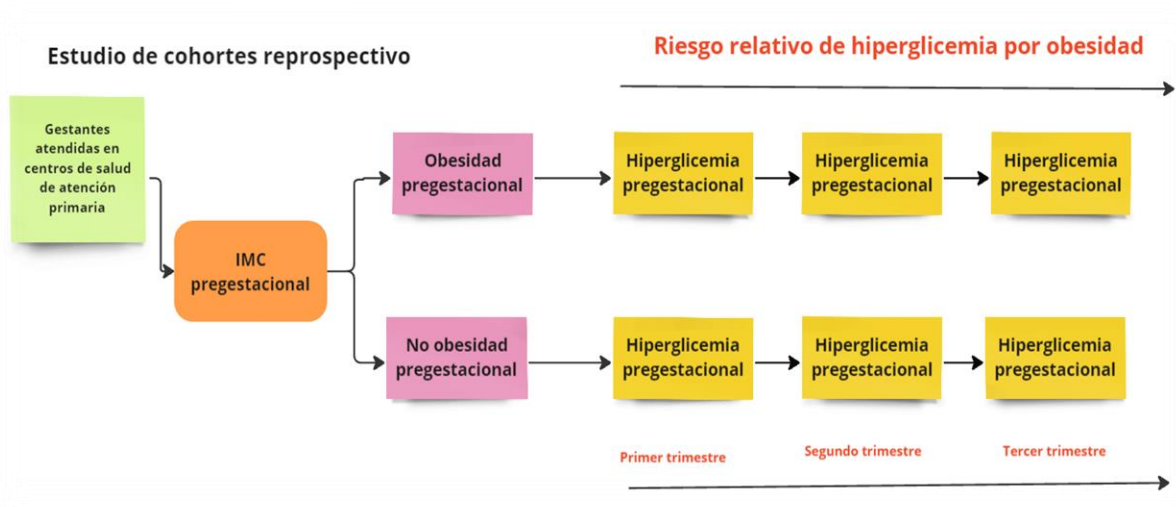 Estudio de cohortes reprospectivo
Riesgo relativo de hiperglicemia por obesidad
Gestantes
atendidas en
centros de salud
de atención
primaria
IMC
pregestacional
Obesidad
pregestacional
Hiperglicemia
pregestacional
Hiperglicemia
pregestacional
Hiperglicemia
pregestacional
No obesidad
pregestacional
Hiperglicemia
pregestacional
Hiperglicemia
pregestacional
Hiperglicemia
pregestacional
Primer trimestre
Segundo trimestre
Tercer trimestre